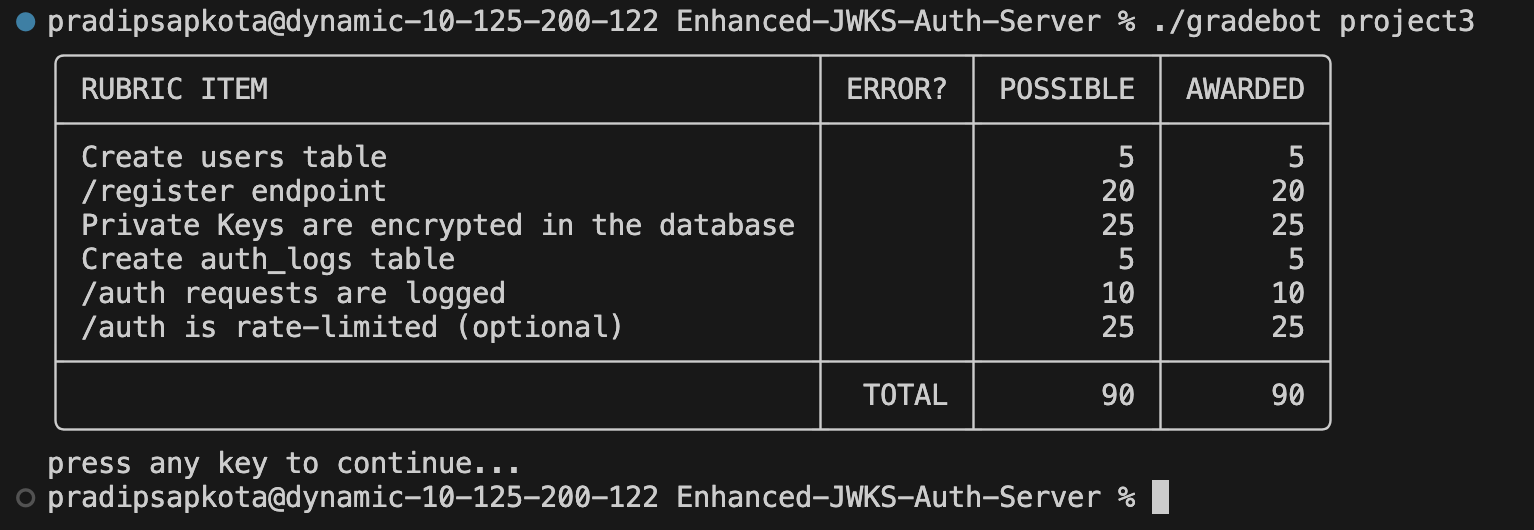 pradipsapkota@dynamic-10-125-200-122 Enhanced-JWKS-Auth-Server % ./gradebot project3
RUBRIC ITEM ERROR? POSSIBLE AWARDED
Create users table 5 5
/register endpoint 20 20
Private Keys are encrypted in the database 25 25
Create auth_logs table 5 5
/auth requests are logged 10 10
/auth is rate-limited (optional) 25 25
TOTAL 90 90
press any key to continue...
pradipsapkota@dynamic-10-125-200-122 Enhanced-JWKS-Auth-Server %